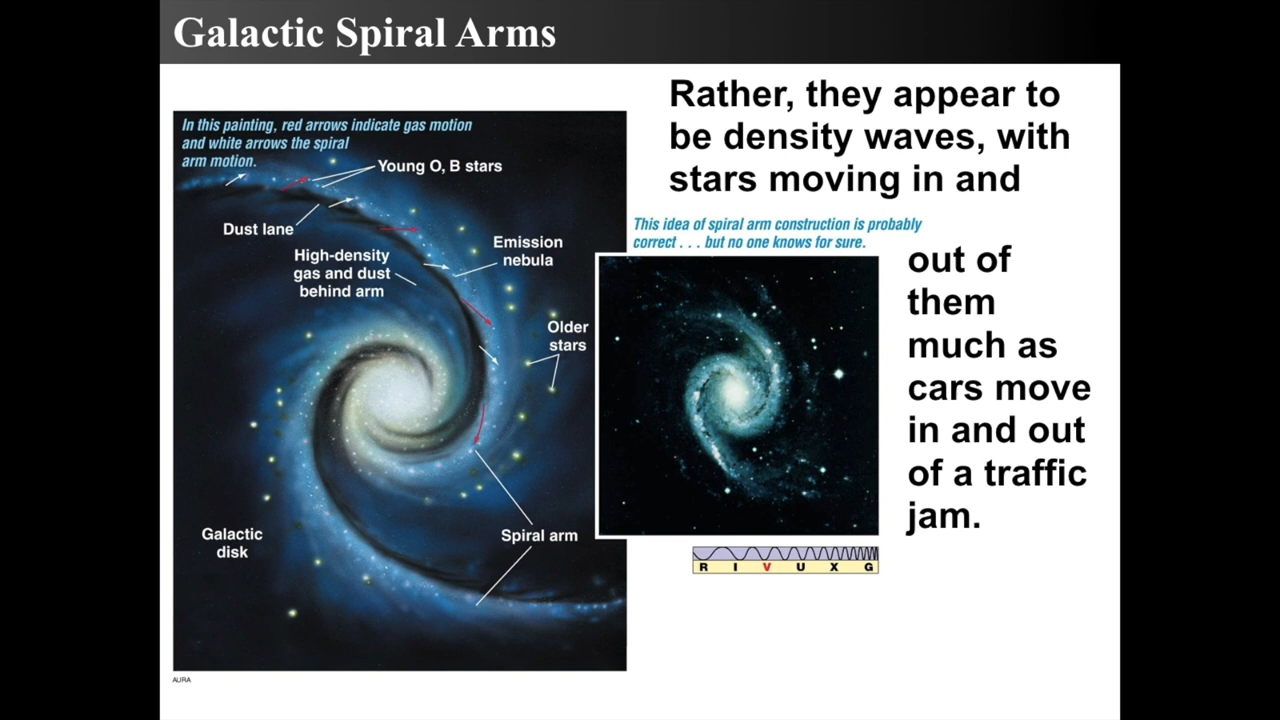 Galactic Spiral Arms
Rather, they appear to
be density waves, with
stars moving in and
out of
them
much as
cars move
in and out
of a traffic
jam.
In this painting, red arrows indicate gas motion
and white arrows the spiral
arm motion.
Young O, B stars
Dust lane
High-density
gas and dust
behind arm
Emission
nebula
Older
stars
Galactic
disk
Spiral arm
AURA
This idea of spiral arm construction is probably
correct . . . but no one knows for sure.
R I V U X G